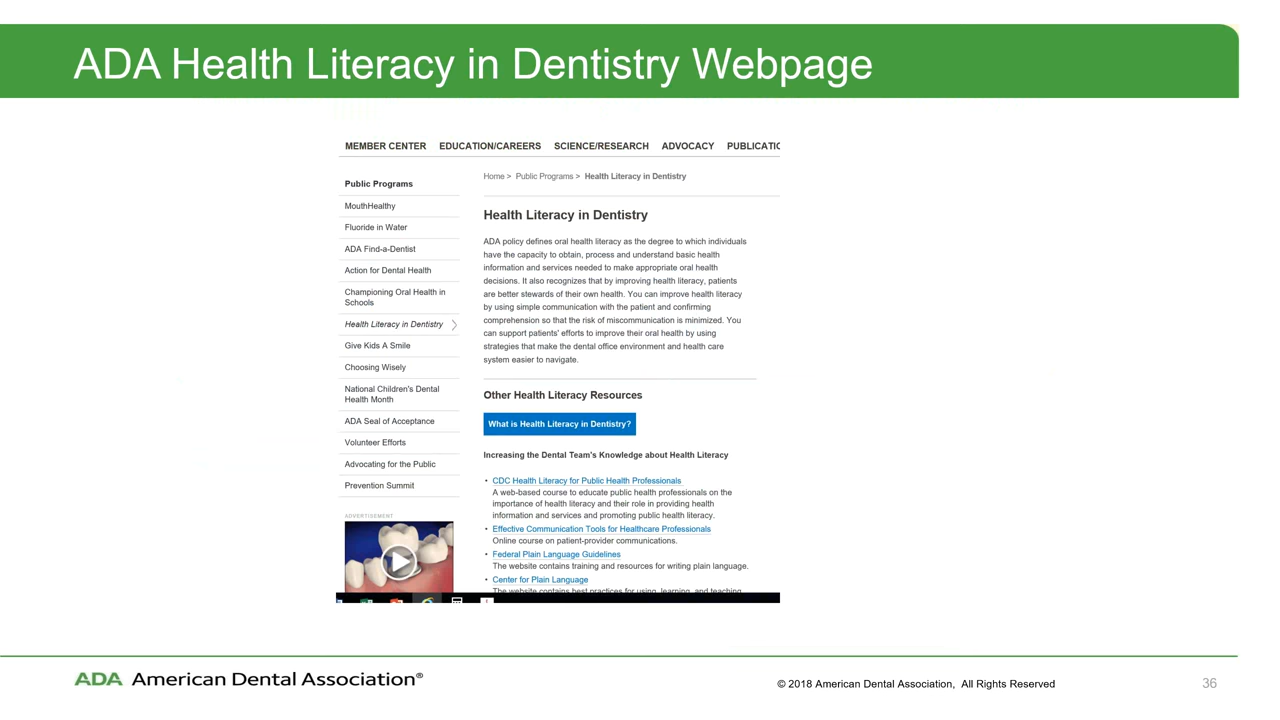 ADA Health Literacy in Dentistry Webpage
MEMBER CENTER EDUCATION/CAREERS SCIENCE/RESEARCH ADVOCACY
Public Programs
MouthHealthy
Fluoride in Water
ADA Find-a-Dentist
Action for Dental Health
Championing Oral Health in
Schools
Health Literacy in Dentistry
Give Kids A Smile
Choosing Wisely
National Children's Dental
Health Month
ADA Seal of Acceptance
Volunteer Efforts
Advocating for the Public
Prevention Summit
ADVERTISEMENT
Home > Public Programs > Health Literacy in Dentistry
Health Literacy in Dentistry
ADA policy defines oral health literacy as the degree to which individuals
have the capacity to obtain, process and understand basic health
information and services needed to make appropriate oral health
decisions. It also recognizes that by improving health literacy, patients
are better stewards of their own health. You can improve health literacy
by using simple communication with the patient and confirming
comprehension so that the risk of miscommunication is minimized. You
can support patients' efforts to improve their oral health by using
strategies that make the dental office environment and health care
system easier to navigate.
Other Health Literacy Resources
What is Health Literacy in Dentistry?
Increasing the Dental Team's Knowledge about Health Literacy
• CDC Health Literacy for Public Health Professionals
A web-based course to educate public health professionals on the
importance of health literacy and their role in providing health
information and services and promoting public health literacy.
• Effective Communication Tools for Healthcare Professionals
Online course on patient-provider communications.
• Federal Plain Language Guidelines
The website contains training and resources for writing plain language.
• Center for Plain Language
The website contains best practices for using, learning, and teaching
ADA American Dental Association®
© 2018 American Dental Association, All Rights Reserved
36